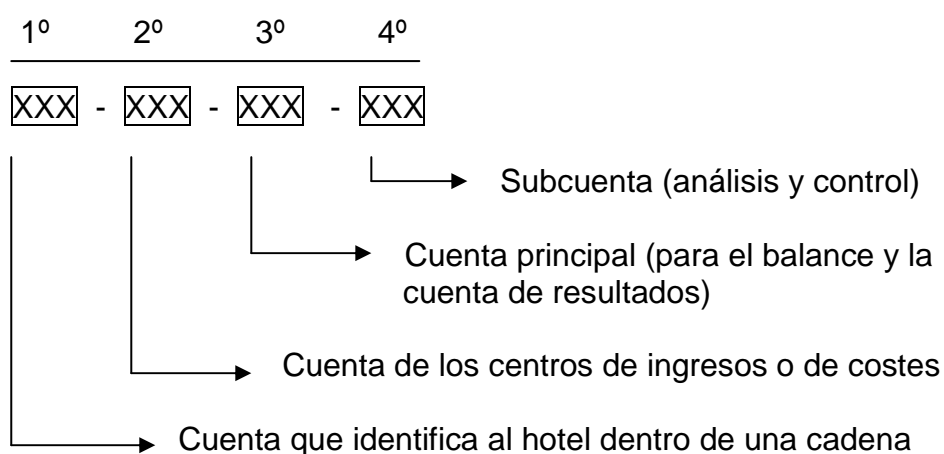 1º 2º 3º 4º
XXX - XXX - XXX - XXX
Subcuenta (análisis y control)
Cuenta principal (para el balance y la
cuenta de resultados)
Cuenta de los centros de ingresos o de costes
Cuenta que identifica al hotel dentro de una cadena